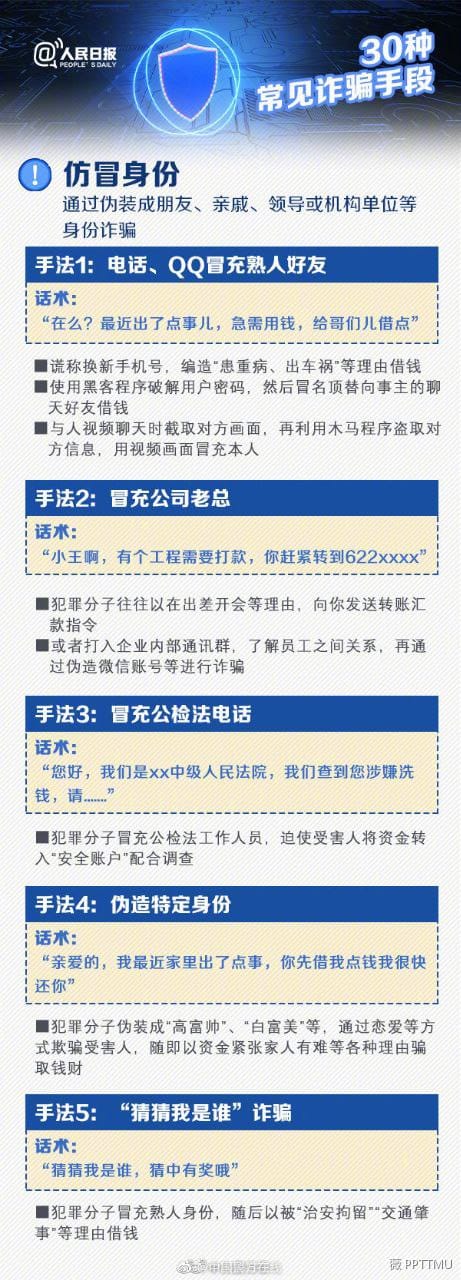 @人民日报
PEOPLE'S DAILY
30种
常见诈骗手段
! 仿冒身份
通过伪装成朋友、亲戚、领导或机构单位等
身份诈骗
手法1：电话、QQ冒充熟人好友
话术：
“在么？最近出了点事儿，急需用钱，给哥们儿借点”
■谎称换新手机号，编造“患重病、出车祸”等理由借钱
■使用黑客程序破解用户密码，然后冒名顶替向事主的聊
天好友借钱
■与人视频聊天时截取对方画面，再利用木马程序盗取对
方信息，用视频画面冒充本人
手法2：冒充公司老总
话术：
“小王啊，有个工程需要打款，你赶紧转到622xxxx”
■犯罪分子往往以在出差开会等理由，向你发送转账汇
款指令
■或者打入企业内部通讯群，了解员工之间关系，再通
过伪造微信账号等进行诈骗
手法3：冒充公检法电话
话术：
“您好，我们是xx中级人民法院，我们查到您涉嫌洗
钱，请.......”
■犯罪分子冒充公检法工作人员，迫使受害人将资金转
入“安全账户”配合调查
手法4：伪造特定身份
话术：
“亲爱的，我最近家里出了点事，你先借我点钱我很快
还你”
■犯罪分子伪装成“高富帅”、“白富美”等，通过恋爱等方
式欺骗受害人，随即以资金紧张家人有难等各种理由骗
取钱财
手法5：“猜猜我是谁”诈骗
话术：
“猜猜我是谁，猜中有奖哦”
■犯罪分子冒充熟人身份，随后以被“治安拘留”“交通肇
事”等理由借钱
@中国警方在线
薇 PPTTMU